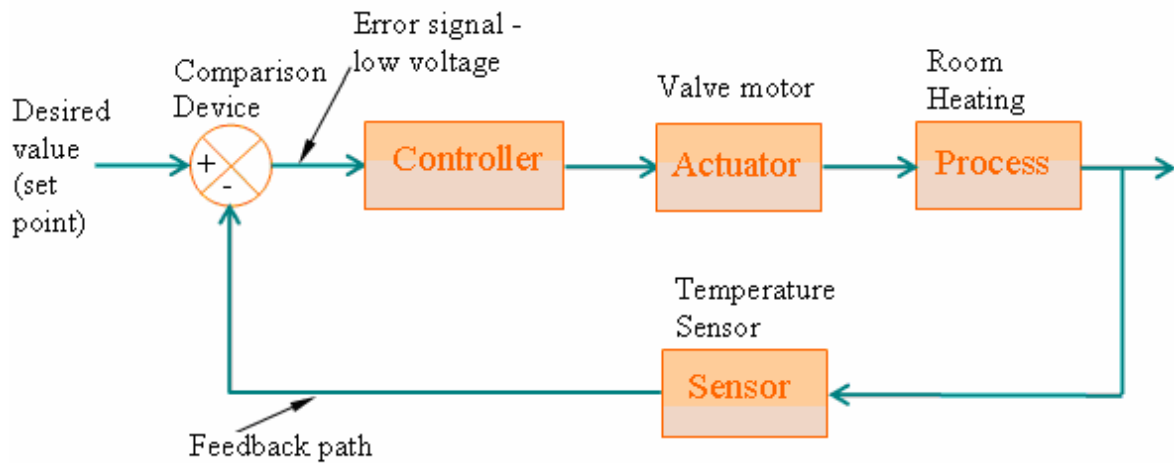 Error signal -
low voltage
Comparison
Device
Desired
value
(set
point)
+
-
Controller
Valve motor
Actuator
Room
Heating
Process
Temperature
Sensor
Sensor
Feedback path